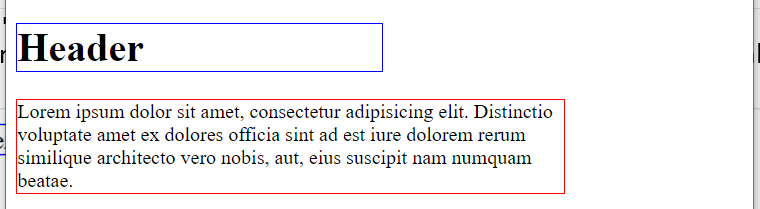 Header
Lorem ipsum dolor sit amet, consectetur adipisicing elit. Distinctio
voluptate amet ex dolores officia sint ad est iure dolorem rerum
similique architecto vero nobis, aut, eius suscipit nam numquam
beatae.